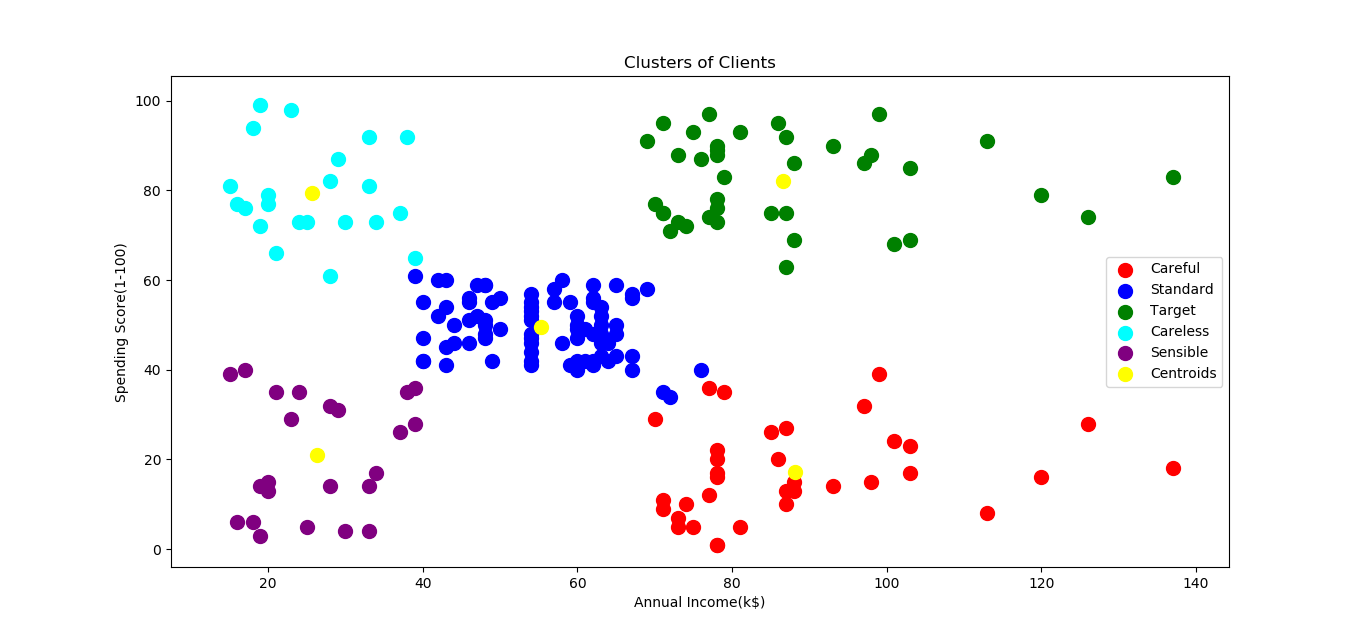 Clusters of Clients
Spending Score(1-100)
100
80
60
40
20
0
20 40 60 80 100 120 140
Annual Income(k$)
Careful
Standard
Target
Careless
Sensible
Centroids